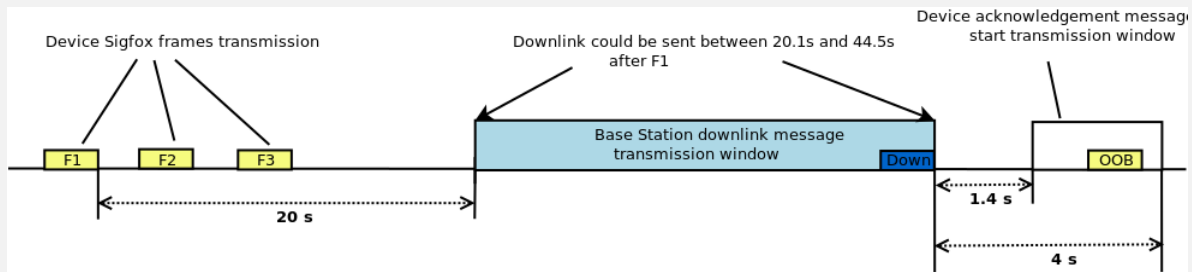 Device acknowledgement message
start transmission window
Device Sigfox frames transmission
Downlink could be sent between 20.1s and 44.5s
after F1
Base Station downlink message
transmission window
F1
F2
F3
Down
OOB
20 s
1.4 s
4 s